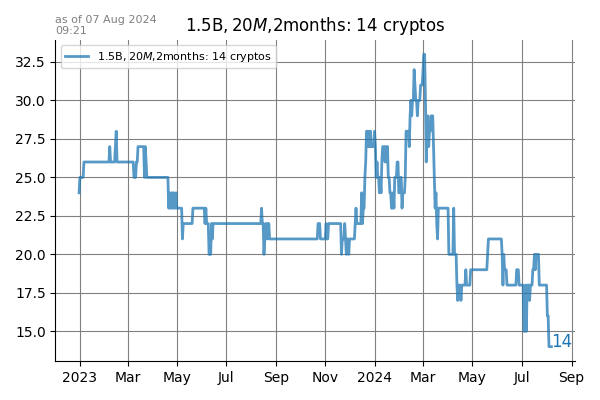 as of 07 Aug 2024
09:21
1.5B, 20M,2months: 14 cryptos
1.5B, 20M,2months: 14 cryptos
32.5
30.0
27.5
25.0
22.5
20.0
17.5
15.0
14
2023 Mar May Jul Sep Nov 2024 Mar May Jul Sep